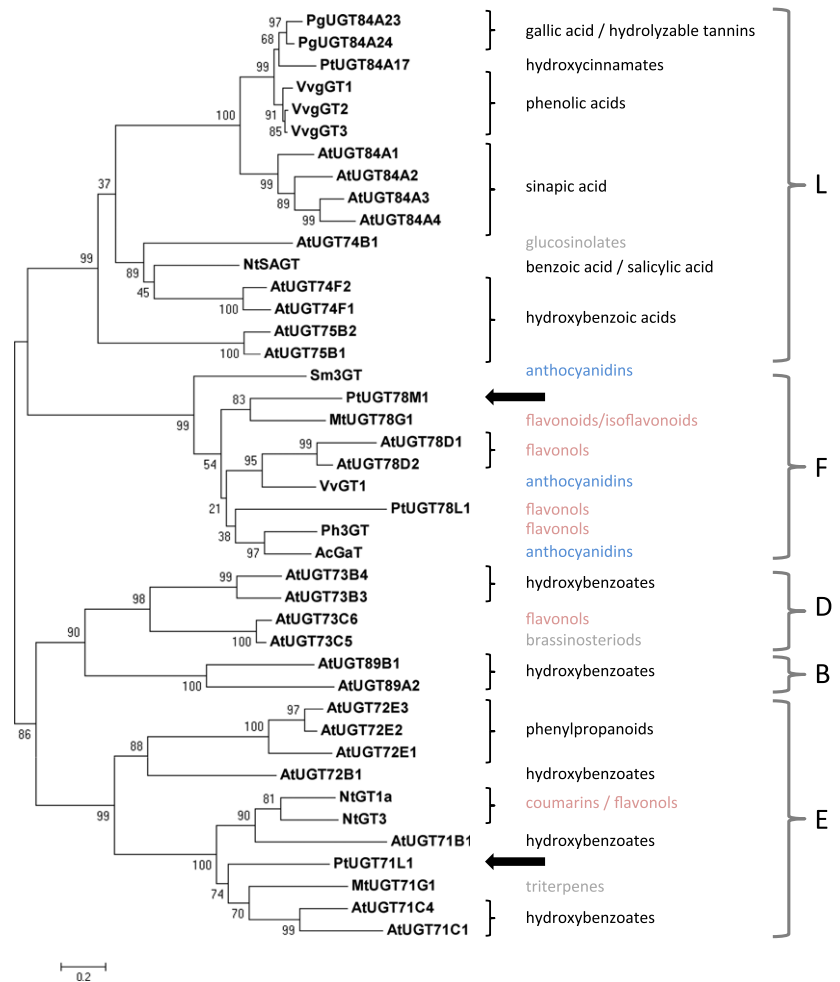 97 PgUGT84A23
gallic acid / hydrolyzable tannins
68 PgUGT84A24
99 PtUGT84A17 hydroxycinnamates
VvgGT1
100 91 VvgGT2 phenolic acids
85 VvgGT3
AtUGT84A1
99 AtUGT84A2
37 sinapic acid L
89 AtUGT84A3
99 AtUGT84A4
AtUGT74B1 glucosinolates
99 89 NtSAGT benzoic acid / salicylic acid
45 AtUGT74F2
100 AtUGT74F1 hydroxybenzoic acids
AtUGT75B2
100 AtUGT75B1
Sm3GT anthocyanidins
83 PtUGT78M1
99 MtUGT78G1 flavonoids/isoflavonoids
99 AtUGT78D1
54 95 flavonols
AtUGT78D2 F
VvGT1 anthocyanidins
21 PtUGT78L1 flavonols
38 Ph3GT flavonols
97 AcGaT anthocyanidins
99 AtUGT73B4 hydroxybenzoates
98 AtUGT73B3
D
AtUGT73C6 flavonols
90 100 AtUGT73C5 brassinosteriods
AtUGT89B1
hydroxybenzoates B
100 AtUGT89A2
97 AtUGT72E3
86 100 AtUGT72E2 phenylpropanoids
88 AtUGT72E1
AtUGT72B1 hydroxybenzoates
81 NtGT1a
coumarins / flavonols
99 90 NtGT3 E
AtUGT71B1 hydroxybenzoates
100 PtUGT71L1
74 MtUGT71G1 triterpenes
70 AtUGT71C4
hydroxybenzoates
99 AtUGT71C1
0.2